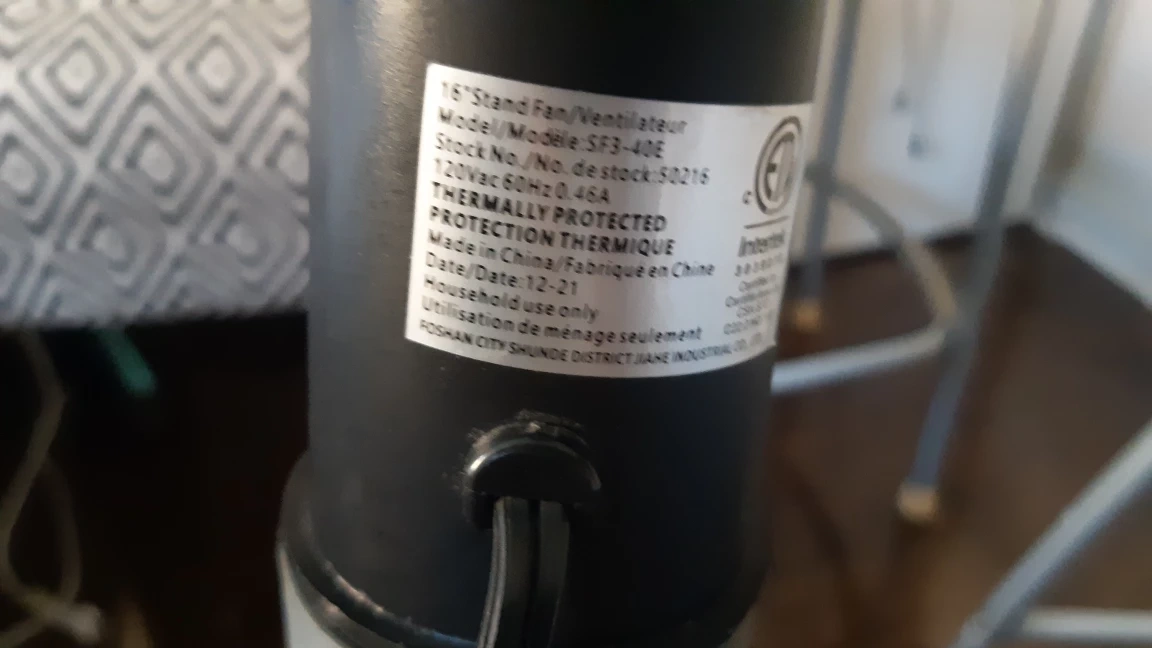 16"Stand Fan/Ventilateur
Model/Modèle:SF3-40E
Stock No./No. de stock:50216
120Vac 60Hz 0.46A
THERMALLY PROTECTED
PROTECTION THERMIQUE
Made in China/Fabriqué en Chine
Date/Date:12-21
Household use only
Utilisation de ménage seulement
FOSHAN CITY SHUNDE DISTRICT JIAHE INDUSTRIAL CO.,
C
Intertek